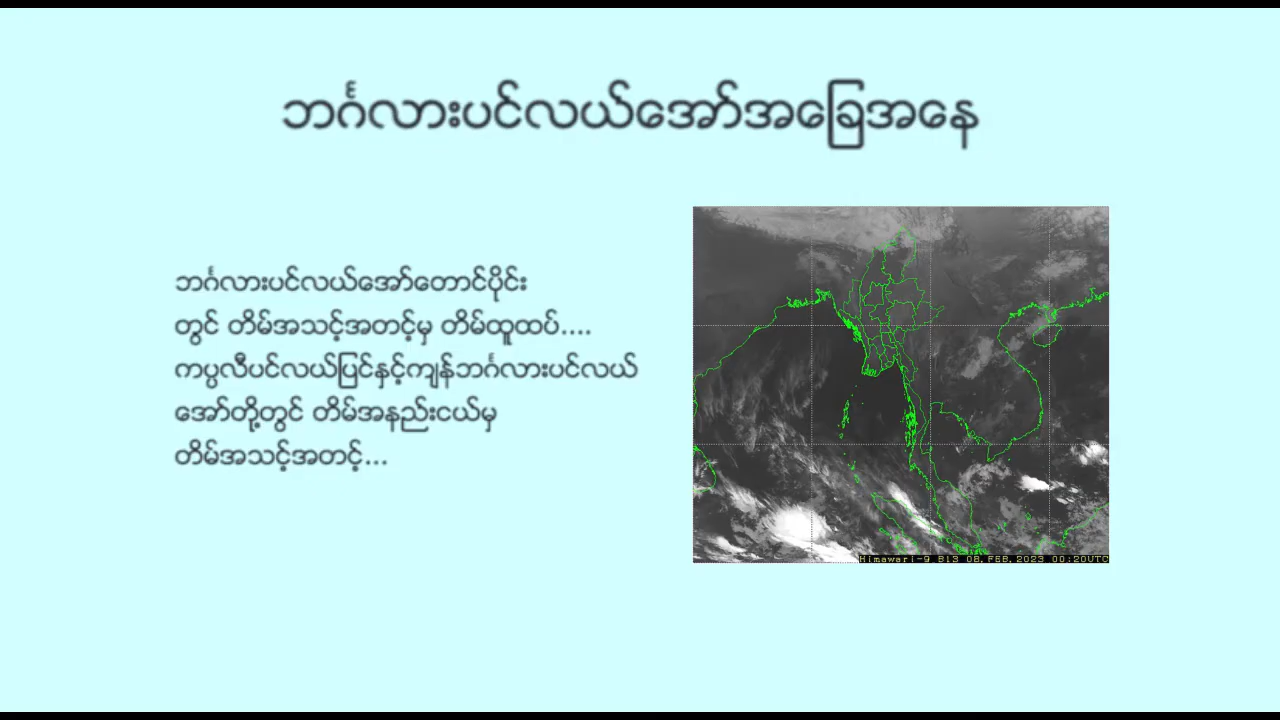 ဘင်္ဂလားပင်လယ်အော်အခြေအနေ
ဘင်္ဂလားပင်လယ်အော်တောင်ပိုင်း
တွင် တိမ်အသင့်အတင့်မှ တိမ်ထူထပ်....
ကပ္ပလီပင်လယ်ပြင်နှင့်ကျန်ဘင်္ဂလားပင်လယ်
အော်တို့တွင် တိမ်အနည်းငယ်မှ
တိမ်အသင့်အတင့်...
Himawari-9 B13 08.FEB.2023 00:20UTC